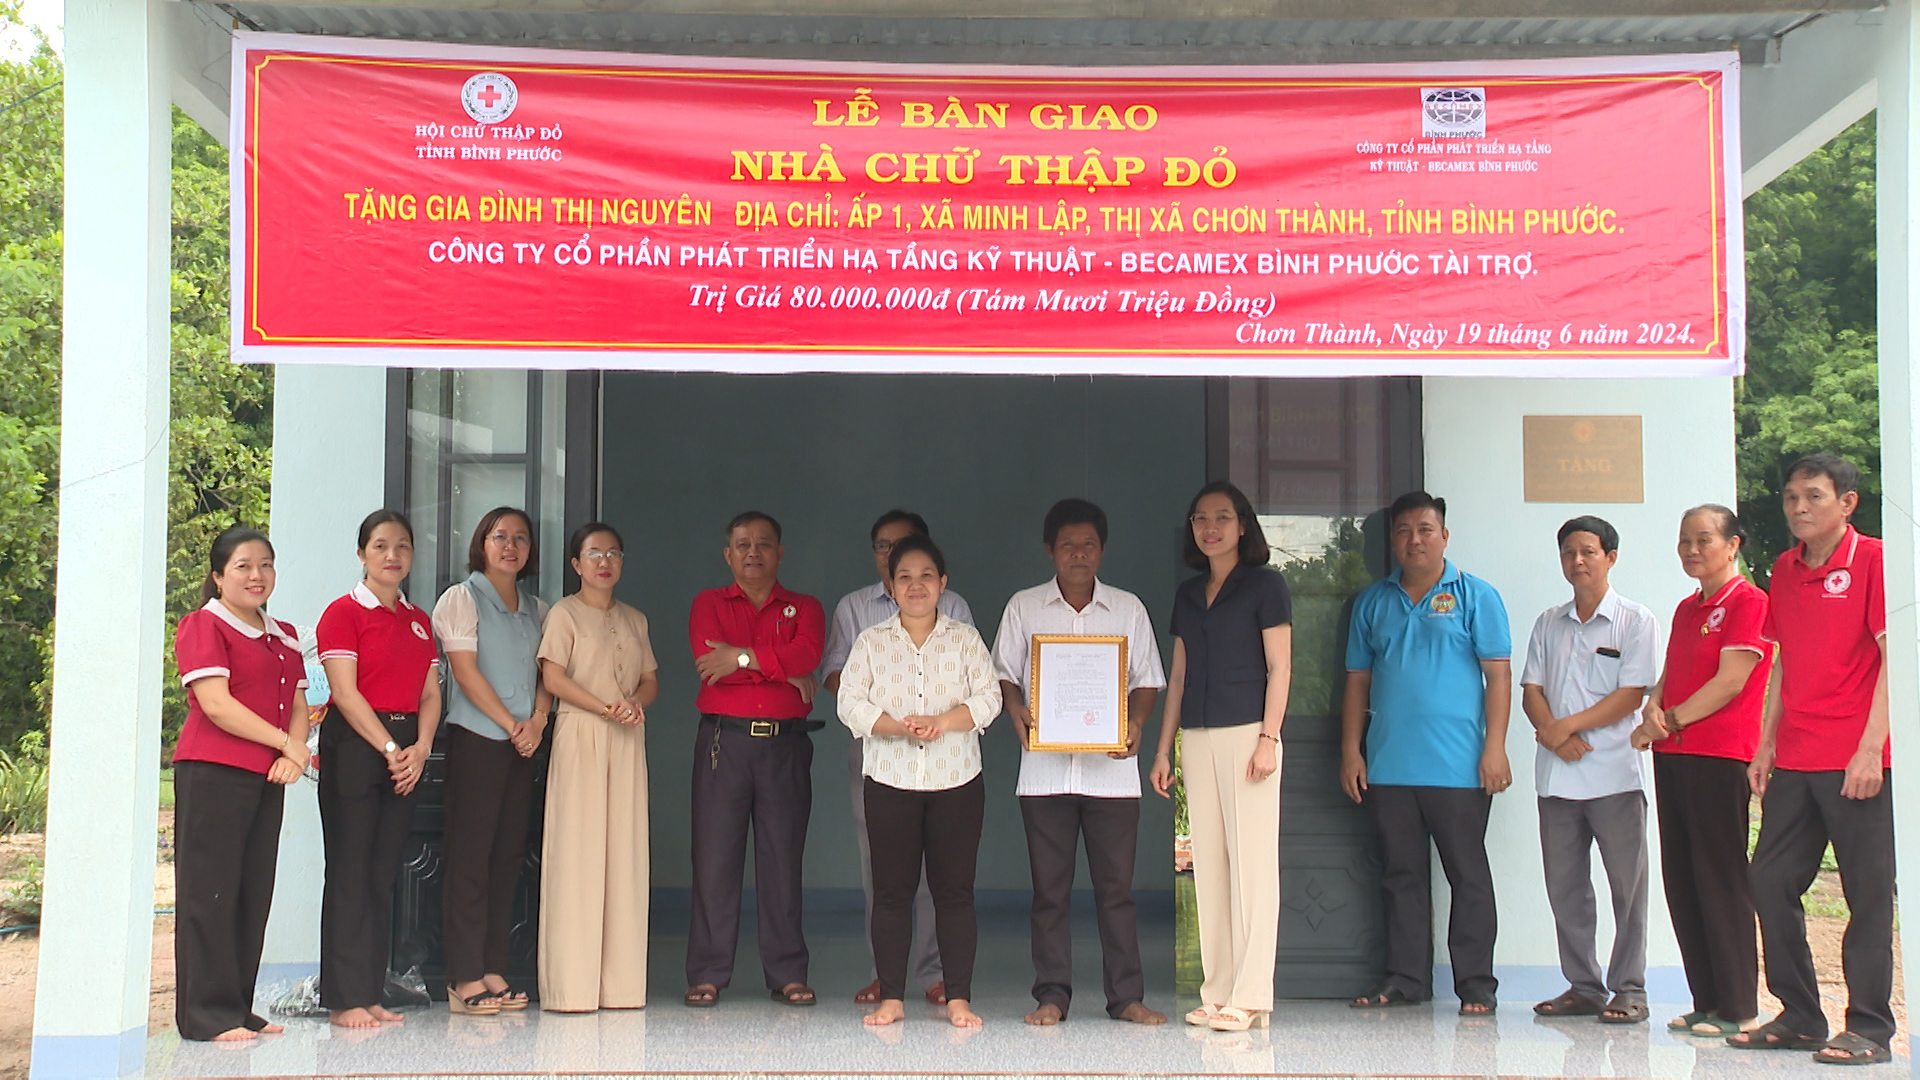 HỘI CHỮ THẬP ĐỎ
TỈNH BÌNH PHƯỚC
LỄ BÀN GIAO
NHÀ CHỮ THẬP ĐỎ
BECAMEX
BÌNH PHƯỚC
CÔNG TY CỔ PHẦN PHÁT TRIỂN HẠ TẦNG
KỸ THUẬT - BECAMEX BÌNH PHƯỚC
TẶNG GIA ĐÌNH THỊ NGUYÊN ĐỊA CHỈ: ẤP 1, XÃ MINH LẬP, THỊ XÃ CHƠN THÀNH, TỈNH BÌNH PHƯỚC.
CÔNG TY CỔ PHẦN PHÁT TRIỂN HẠ TẦNG KỸ THUẬT - BECAMEX BÌNH PHƯỚC TÀI TRỢ.
Trị Giá 80.000.000đ (Tám Mươi Triệu Đồng)
Chơn Thành, Ngày 19 tháng 6 năm 2024.
TẶNG